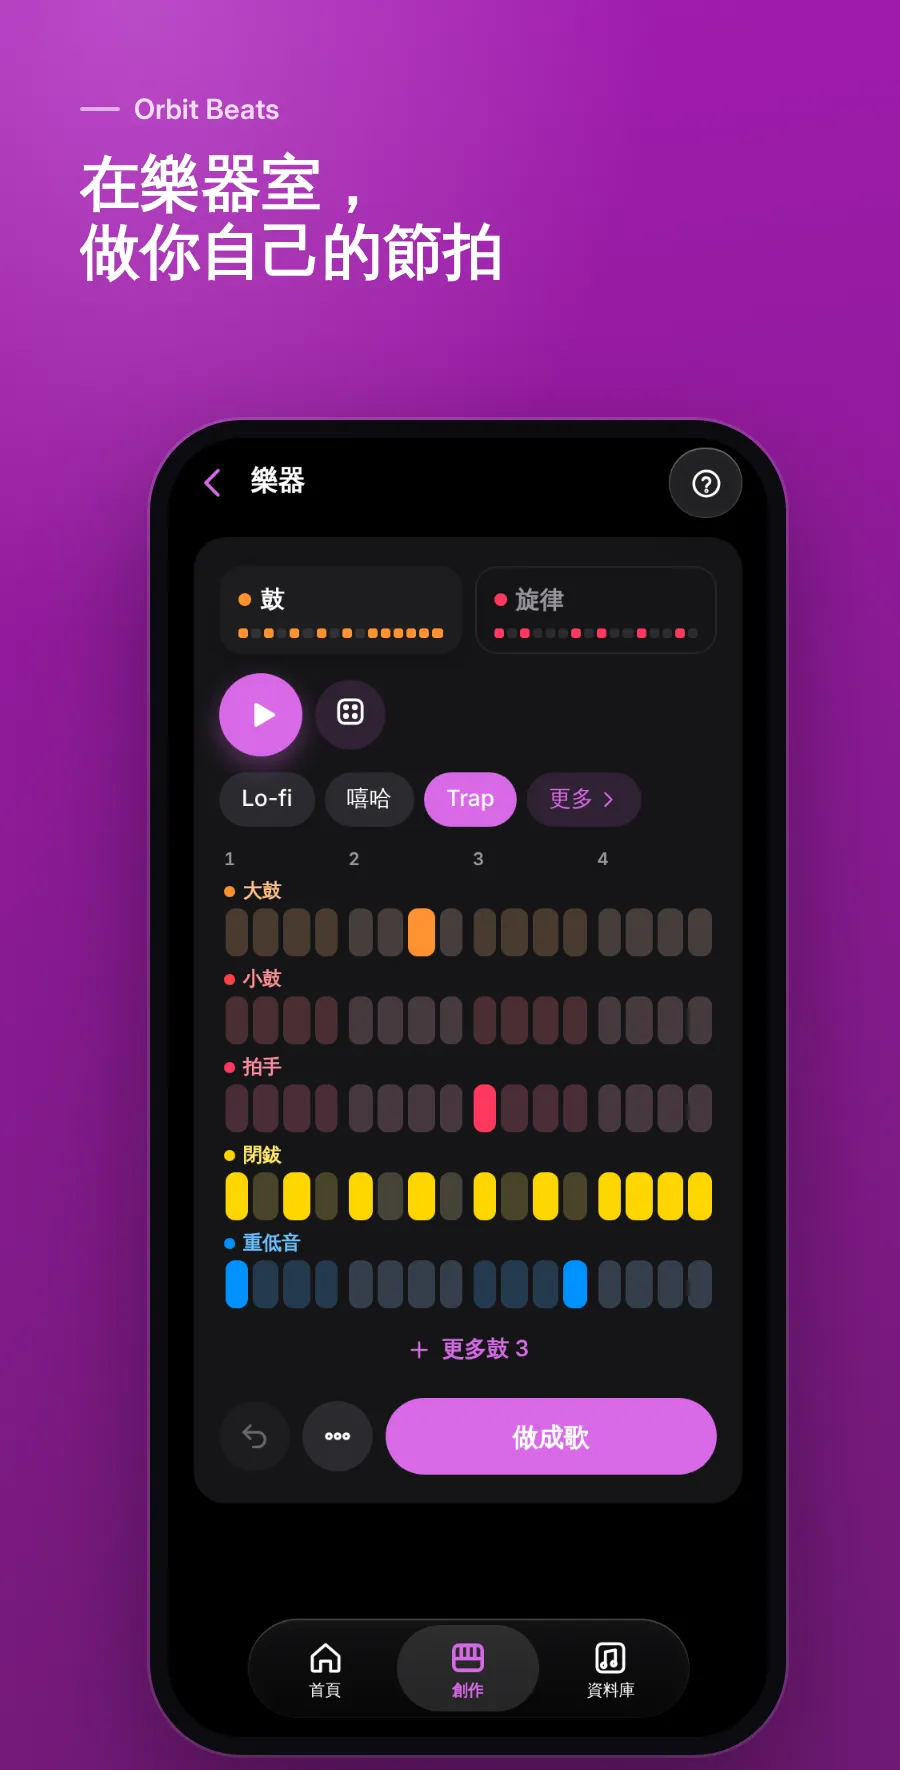 Orbit Beats
在樂器室，
做你自己的節拍
樂器
鼓
旋律
Lo-fi
嘻哈
Trap
更多
1 2 3 4
大鼓
小鼓
拍手
閉鈸
重低音
更多鼓 3
做成歌
首頁
創作
資料庫